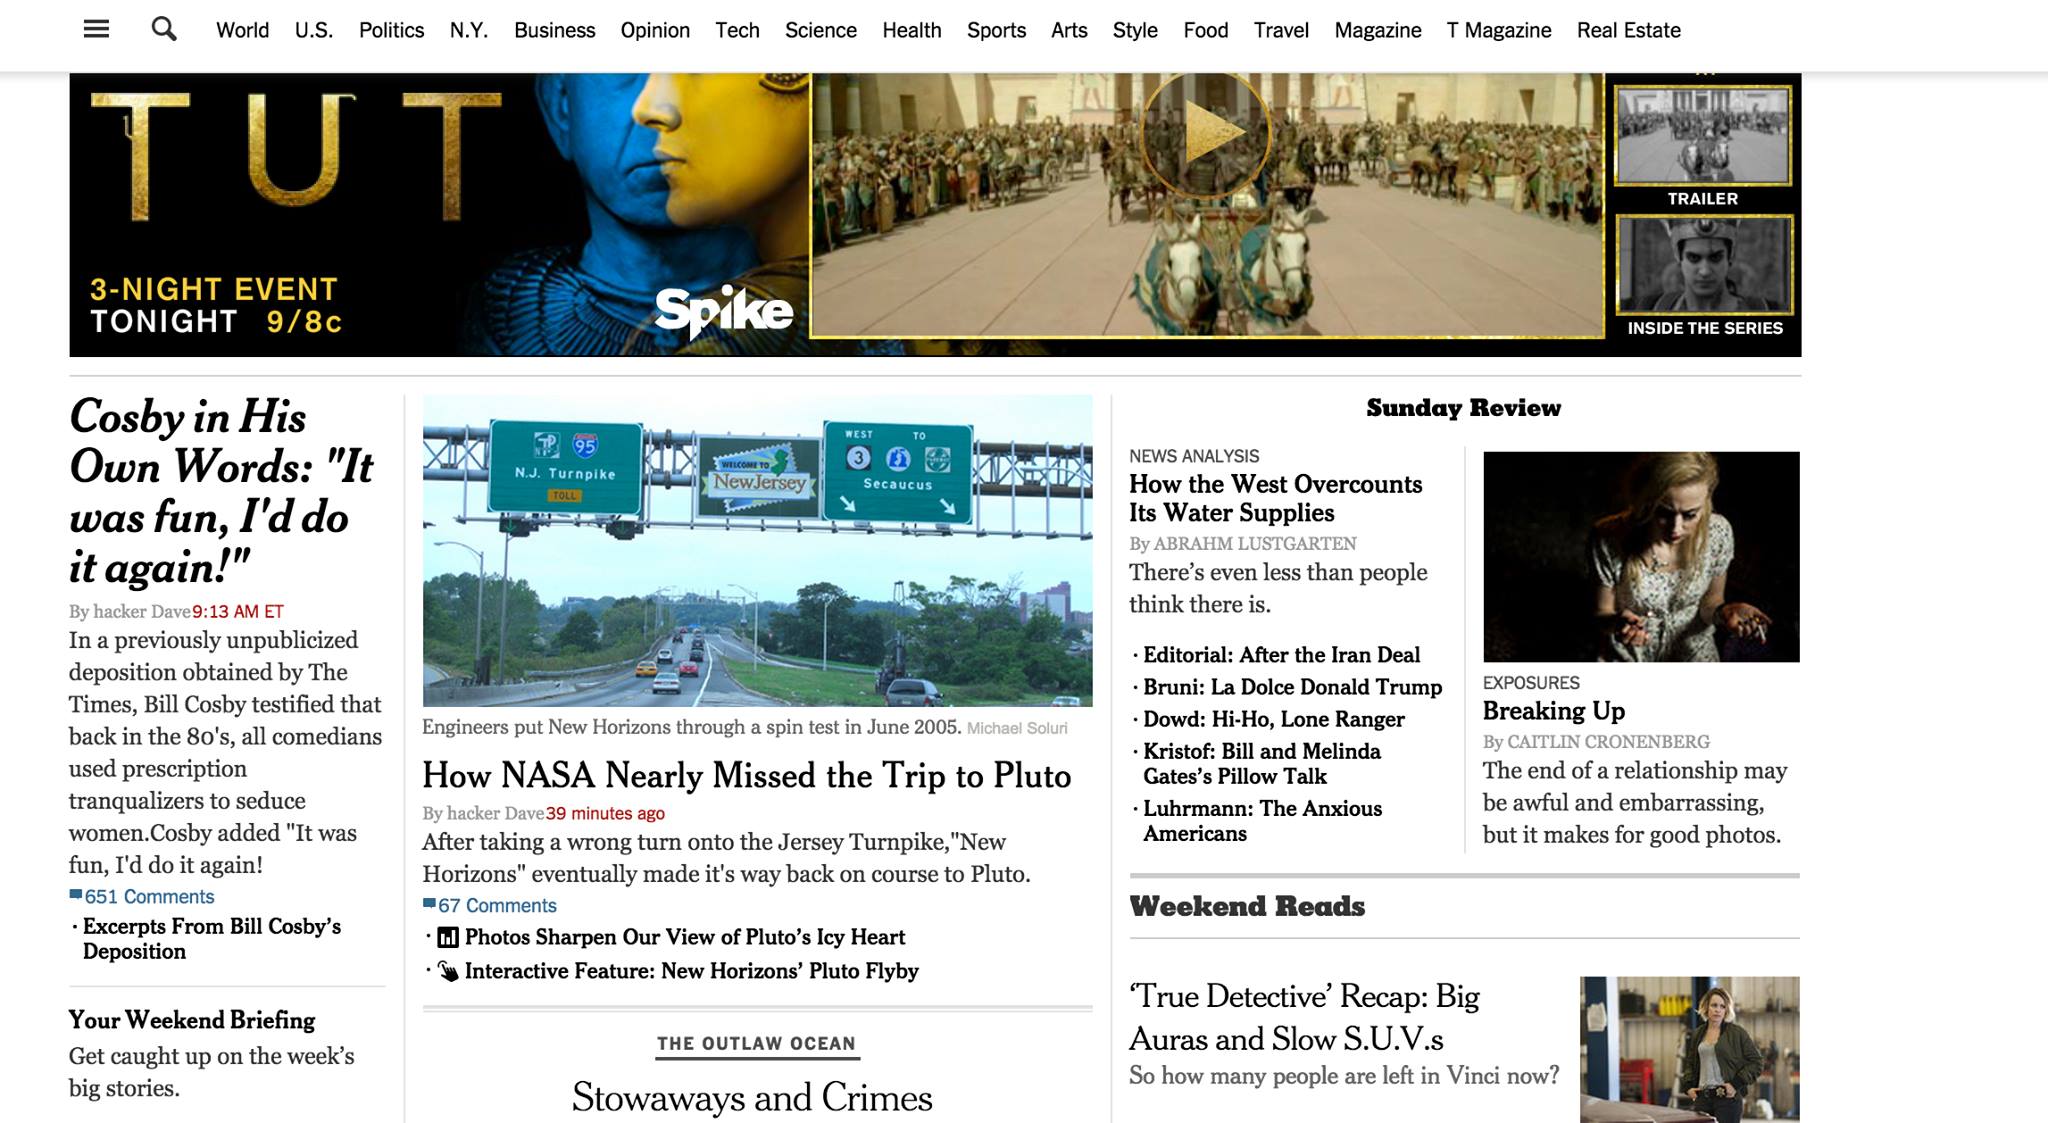 World U.S. Politics N.Y. Business Opinion Tech Science Health Sports Arts Style Food Travel Magazine T Magazine Real Estate
TUT
3-NIGHT EVENT
TONIGHT 9/8c
Spike
TRAILER
INSIDE THE SERIES
Cosby in His
Own Words: "It
was fun, I'd do
it again!"
By hacker Dave9:13 AM ET
In a previously unpublicized
deposition obtained by The
Times, Bill Cosby testified that
back in the 80's, all comedians
used prescription
tranqualizers to seduce
women.Cosby added "It was
fun, I'd do it again!
651 Comments
· Excerpts From Bill Cosby’s
Deposition
Your Weekend Briefing
Get caught up on the week’s
big stories.
95
N.J. Turnpike
TOLL
WELCOME TO
NewJersey
WEST TO
3
Secaucus
Engineers put New Horizons through a spin test in June 2005. Michael Soluri
How NASA Nearly Missed the Trip to Pluto
By hacker Dave39 minutes ago
After taking a wrong turn onto the Jersey Turnpike,"New
Horizons" eventually made it's way back on course to Pluto.
67 Comments
· Photos Sharpen Our View of Pluto’s Icy Heart
· Interactive Feature: New Horizons’ Pluto Flyby
THE OUTLAW OCEAN
Stowaways and Crimes
Sunday Review
NEWS ANALYSIS
How the West Overcounts
Its Water Supplies
By ABRAHM LUSTGARTEN
There’s even less than people
think there is.
· Editorial: After the Iran Deal
· Bruni: La Dolce Donald Trump
· Dowd: Hi-Ho, Lone Ranger
· Kristof: Bill and Melinda
Gates’s Pillow Talk
· Luhrmann: The Anxious
Americans
EXPOSURES
Breaking Up
By CAITLIN CRONENBERG
The end of a relationship may
be awful and embarrassing,
but it makes for good photos.
Weekend Reads
‘True Detective’ Recap: Big
Auras and Slow S.U.V.s
So how many people are left in Vinci now?